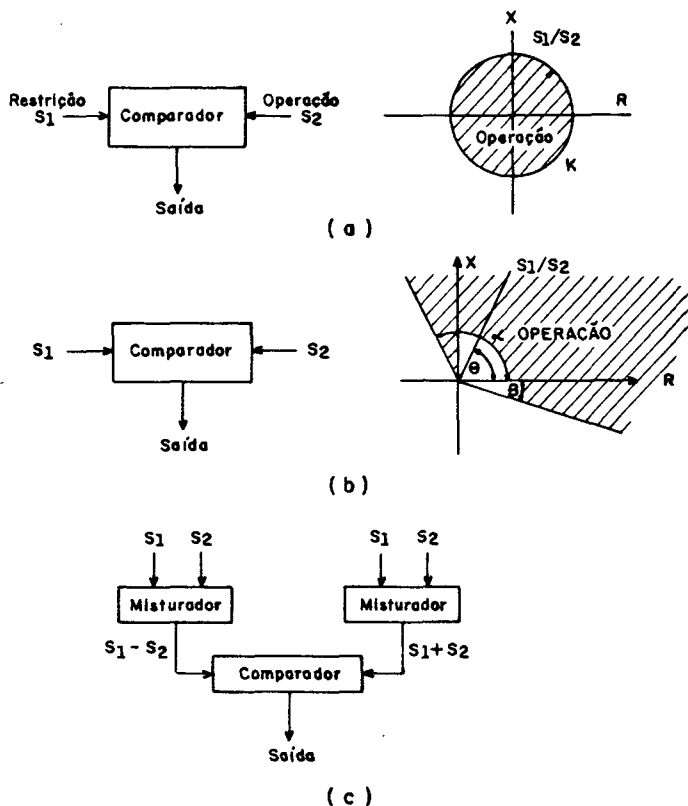 X
S1/S2
Restrição
S1
Comparador
Operação
S2
R
Operação
K
Saída
( a )
X
S1/S2
S1
Comparador
S2
∝ OPERAÇÃO
θ
R
β
Saída
( b )
S1 S2
S1 S2
Misturador
Misturador
S1 - S2
S1 + S2
Comparador
Saída
( c )